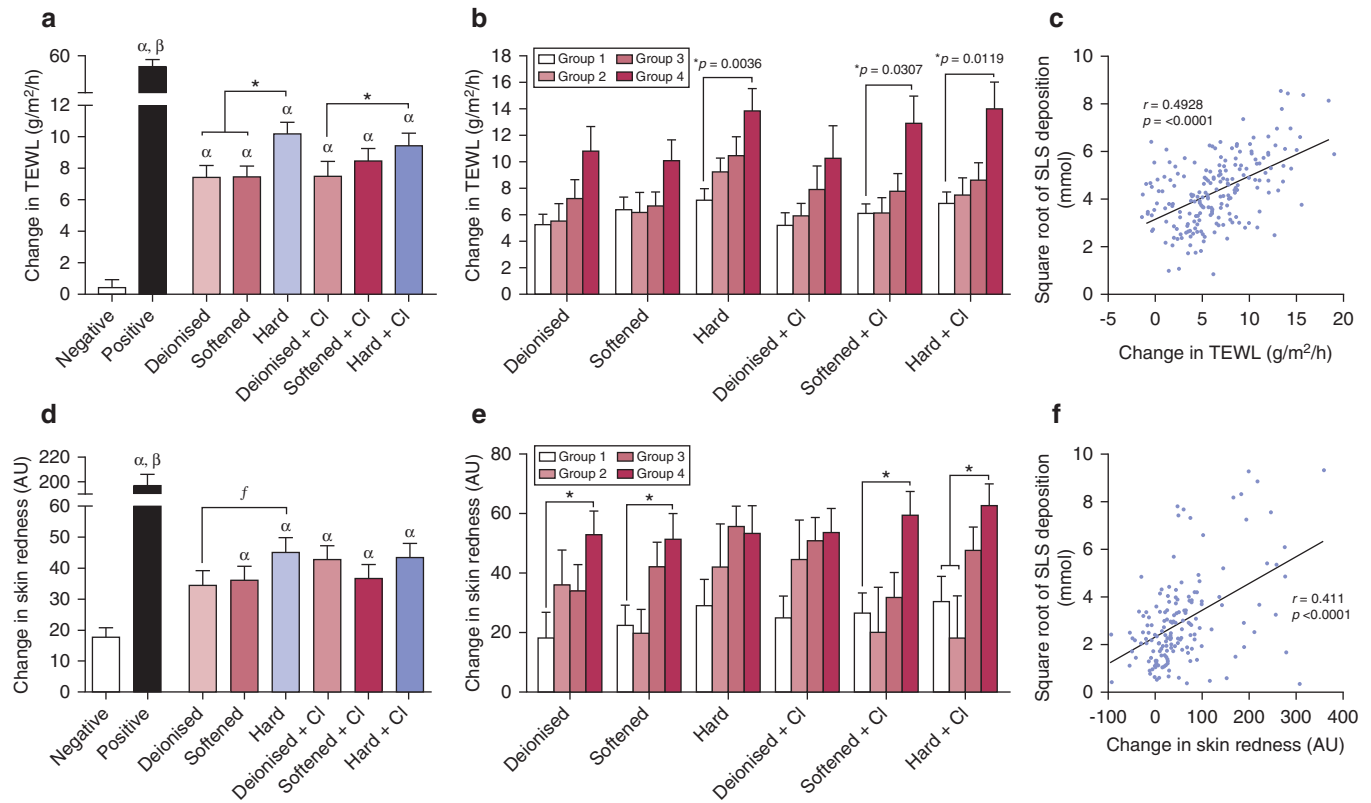 a
Change in TEWL (g/m²/h)
60
12
10
8
6
4
2
0
α, β
*
*
α
α
α
α
α
α
Negative
Positive
Deionised
Softened
Hard
Deionised + Cl
Softened + Cl
Hard + Cl
b
Change in TEWL (g/m²/h)
18
16
14
12
10
8
6
4
2
0
Group 1
Group 3
Group 2
Group 4
*p = 0.0036
*p = 0.0307
*p = 0.0119
Deionised
Softened
Hard
Deionised + Cl
Softened + Cl
Hard + Cl
c
Square root of SLS deposition
(mmol)
10
8
6
4
2
0
r = 0.4928
p = <0.0001
-5
0
5
10
15
20
Change in TEWL (g/m²/h)
d
Change in skin redness (AU)
220
200
60
50
40
30
20
10
0
α, β
f
α
α
α
α
α
Negative
Positive
Deionised
Softened
Hard
Deionised + Cl
Softened + Cl
Hard + Cl
e
Change in skin redness (AU)
80
60
40
20
0
Group 1
Group 3
Group 2
Group 4
*
*
*
*
Deionised
Softened
Hard
Deionised + Cl
Softened + Cl
Hard + Cl
f
Square root of SLS deposition
(mmol)
10
8
6
4
2
0
r = 0.411
p <0.0001
-100
0
100
200
300
400
Change in skin redness (AU)